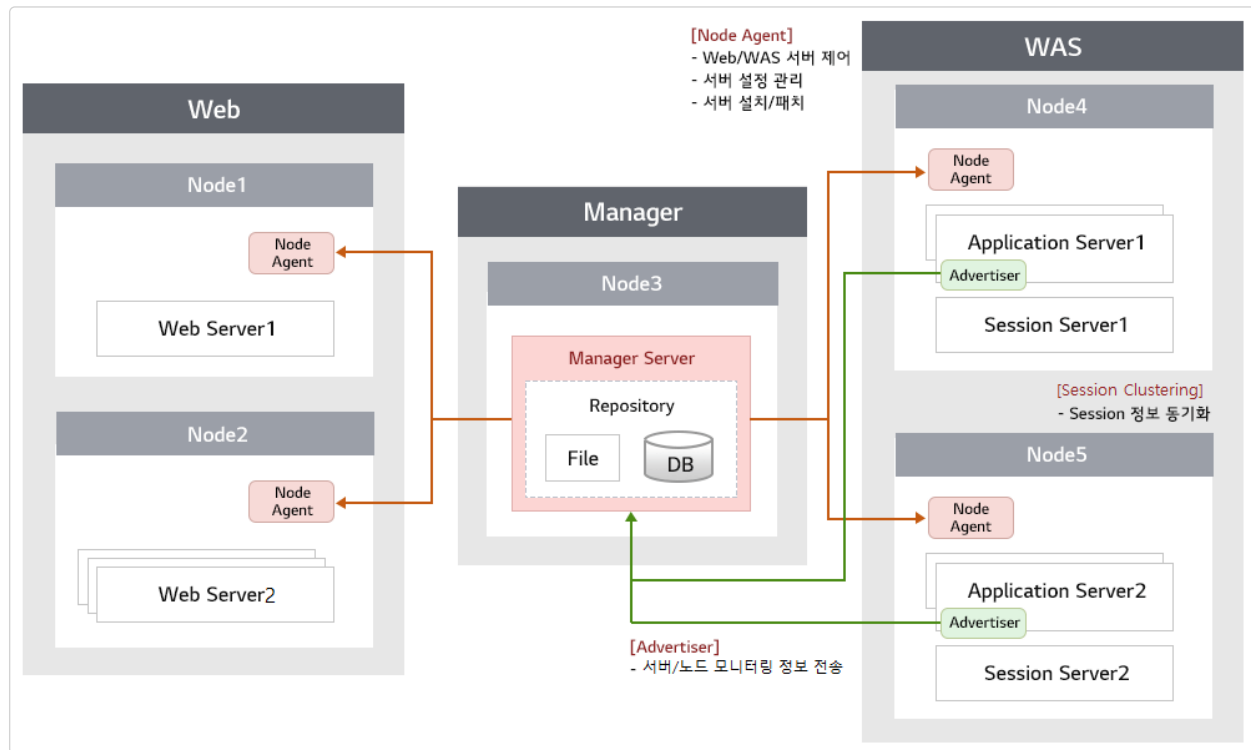 Web
Node1
Node
Agent
Web Server1
Node2
Node
Agent
Web Server2
Manager
Node3
Manager Server
Repository
File
DB
[Advertiser]
- 서버/노드 모니터링 정보 전송
[Node Agent]
- Web/WAS 서버 제어
- 서버 설정 관리
- 서버 설치/패치
WAS
Node4
Node
Agent
Application Server1
Advertiser
Session Server1
[Session Clustering]
- Session 정보 동기화
Node5
Node
Agent
Application Server2
Advertiser
Session Server2